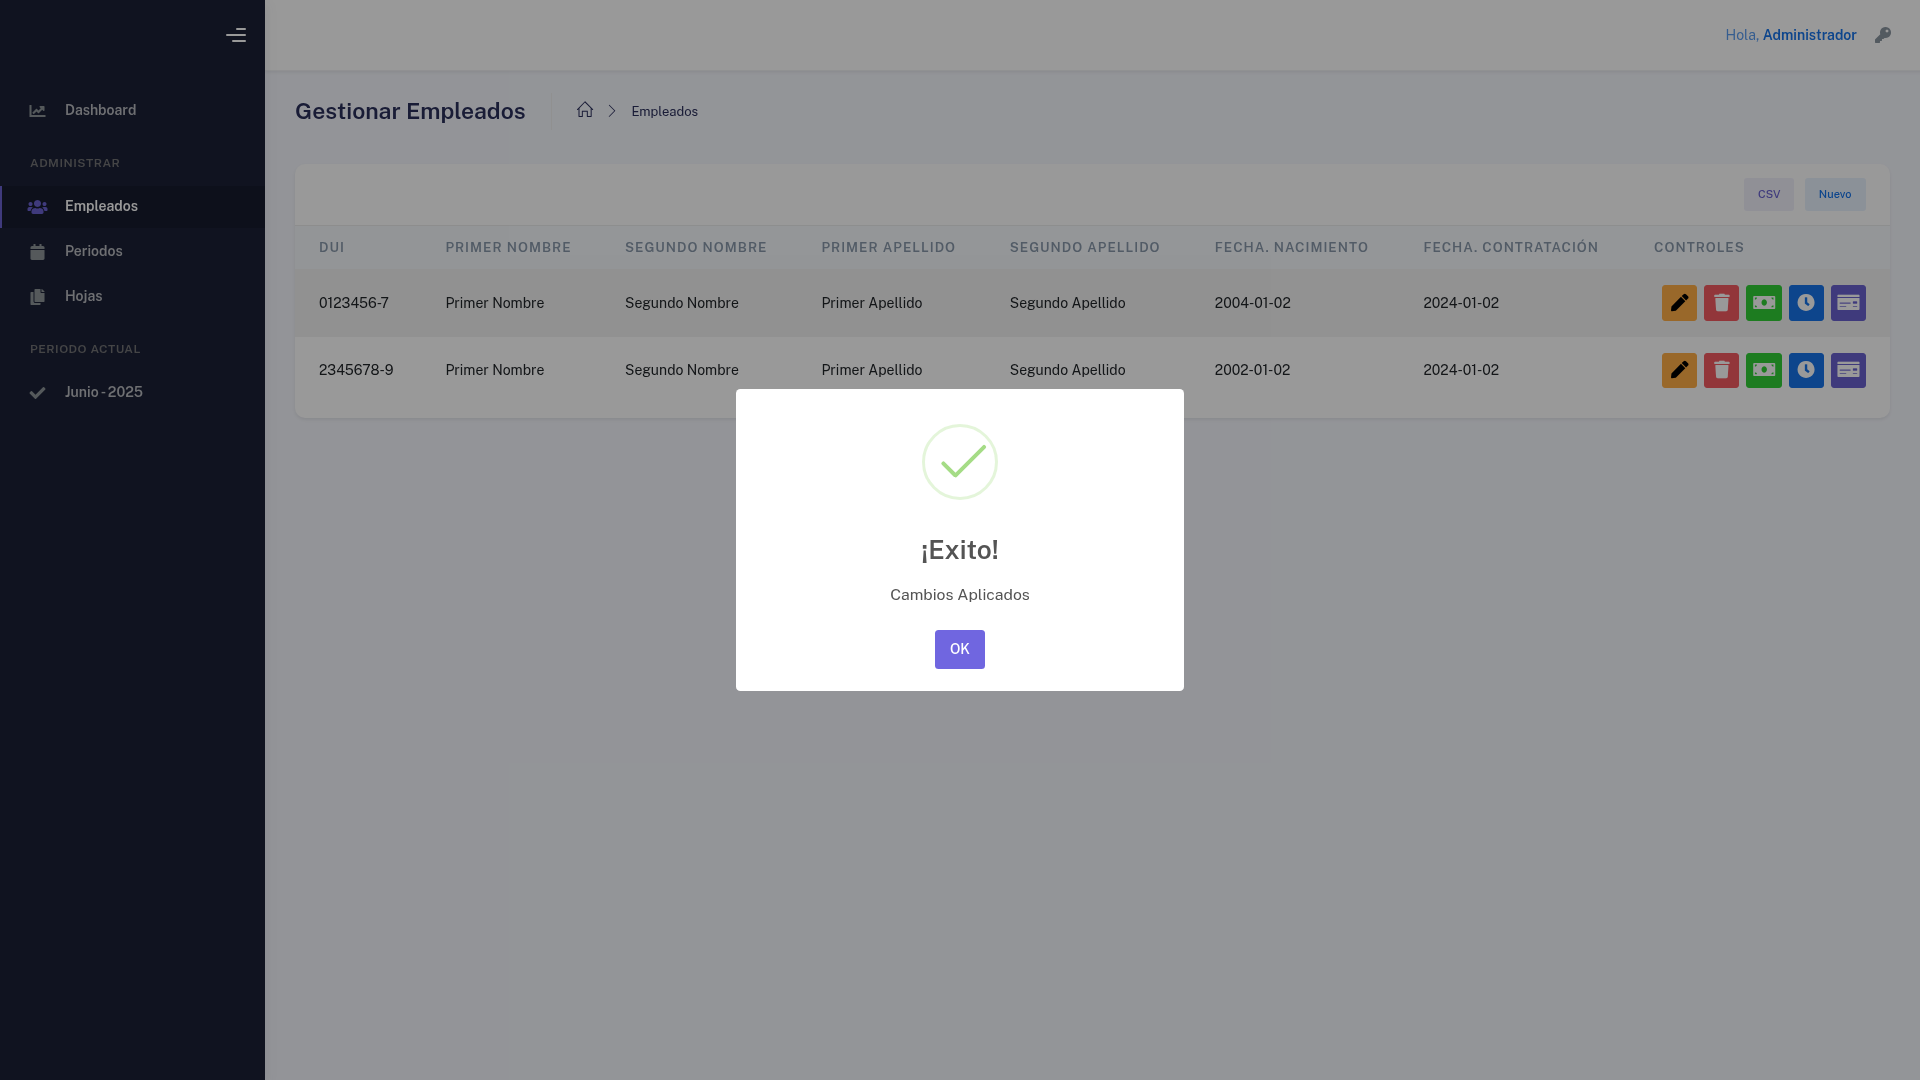 Hola, Administrador
Dashboard
ADMINISTRAR
Empleados
Periodos
Hojas
PERIODO ACTUAL
Junio - 2025
Gestionar Empleados
Empleados
CSV Nuevo
DUI PRIMER NOMBRE SEGUNDO NOMBRE PRIMER APELLIDO SEGUNDO APELLIDO FECHA. NACIMIENTO FECHA. CONTRATACIÓN CONTROLES
0123456-7 Primer Nombre Segundo Nombre Primer Apellido Segundo Apellido 2004-01-02 2024-01-02
2345678-9 Primer Nombre Segundo Nombre Primer Apellido Segundo Apellido 2002-01-02 2024-01-02
¡Exito!
Cambios Aplicados
OK